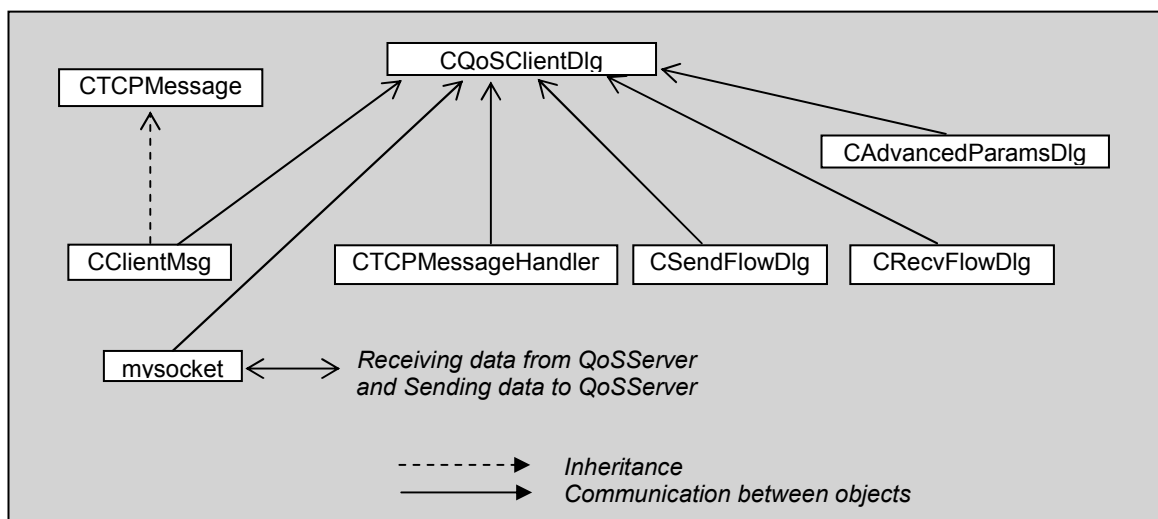 CQoSClientDlg
CTCPMessage
CAdvancedParamsDlg
CClientMsg
CTCPMessageHandler
CSendFlowDlg
CRecvFlowDlg
mysocket
Receiving data from QoSServer
and Sending data to QoSServer
Inheritance
Communication between objects